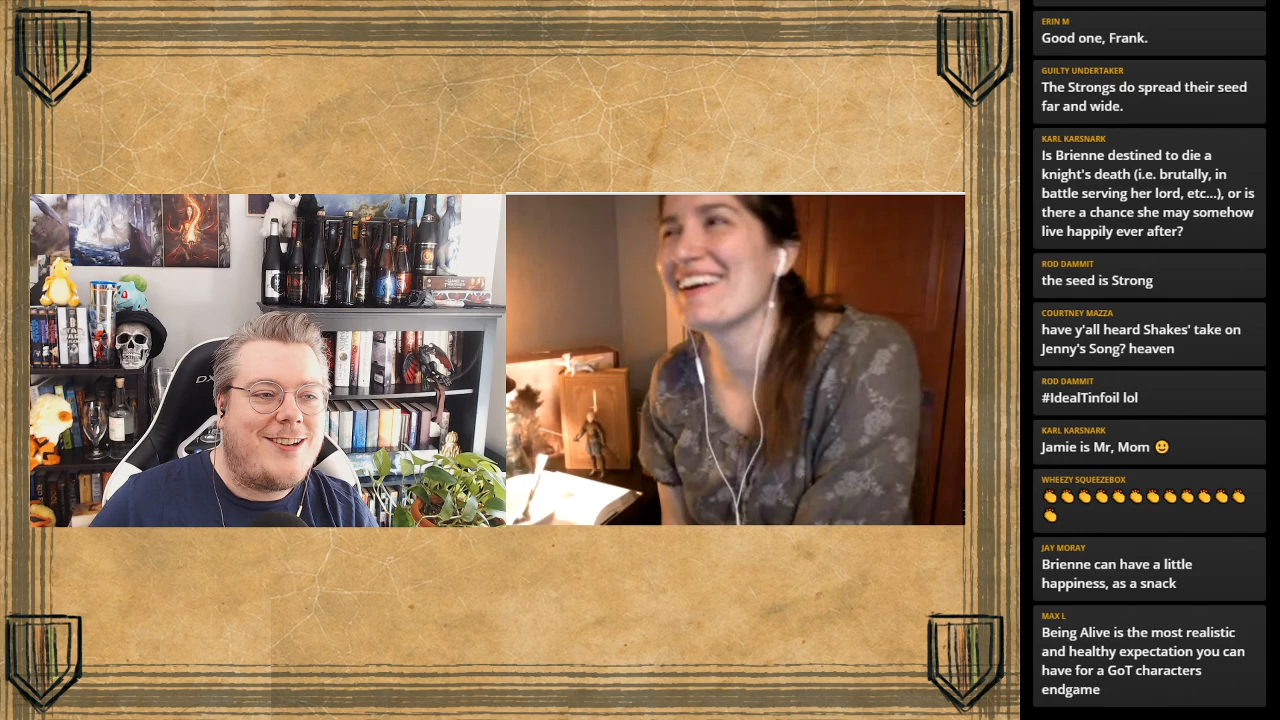 ERIN M
Good one, Frank.
GUILTY UNDERTAKER
The Strongs do spread their seed
far and wide.
KARL KARSNARK
Is Brienne destined to die a
knight's death (i.e. brutally, in
battle serving her lord, etc...), or is
there a chance she may somehow
live happily ever after?
ROD DAMMIT
the seed is Strong
COURTNEY MAZZA
have y'all heard Shakes' take on
Jenny's Song? heaven
ROD DAMMIT
#IdealTinfoil lol
KARL KARSNARK
Jamie is Mr, Mom 😀
WHEEZY SQUEEZEBOX
👏👏👏👏👏👏👏👏👏👏👏👏
👏
JAY MORAY
Brienne can have a little
happiness, as a snack
MAX L
Being Alive is the most realistic
and healthy expectation you can
have for a GoT characters
endgame